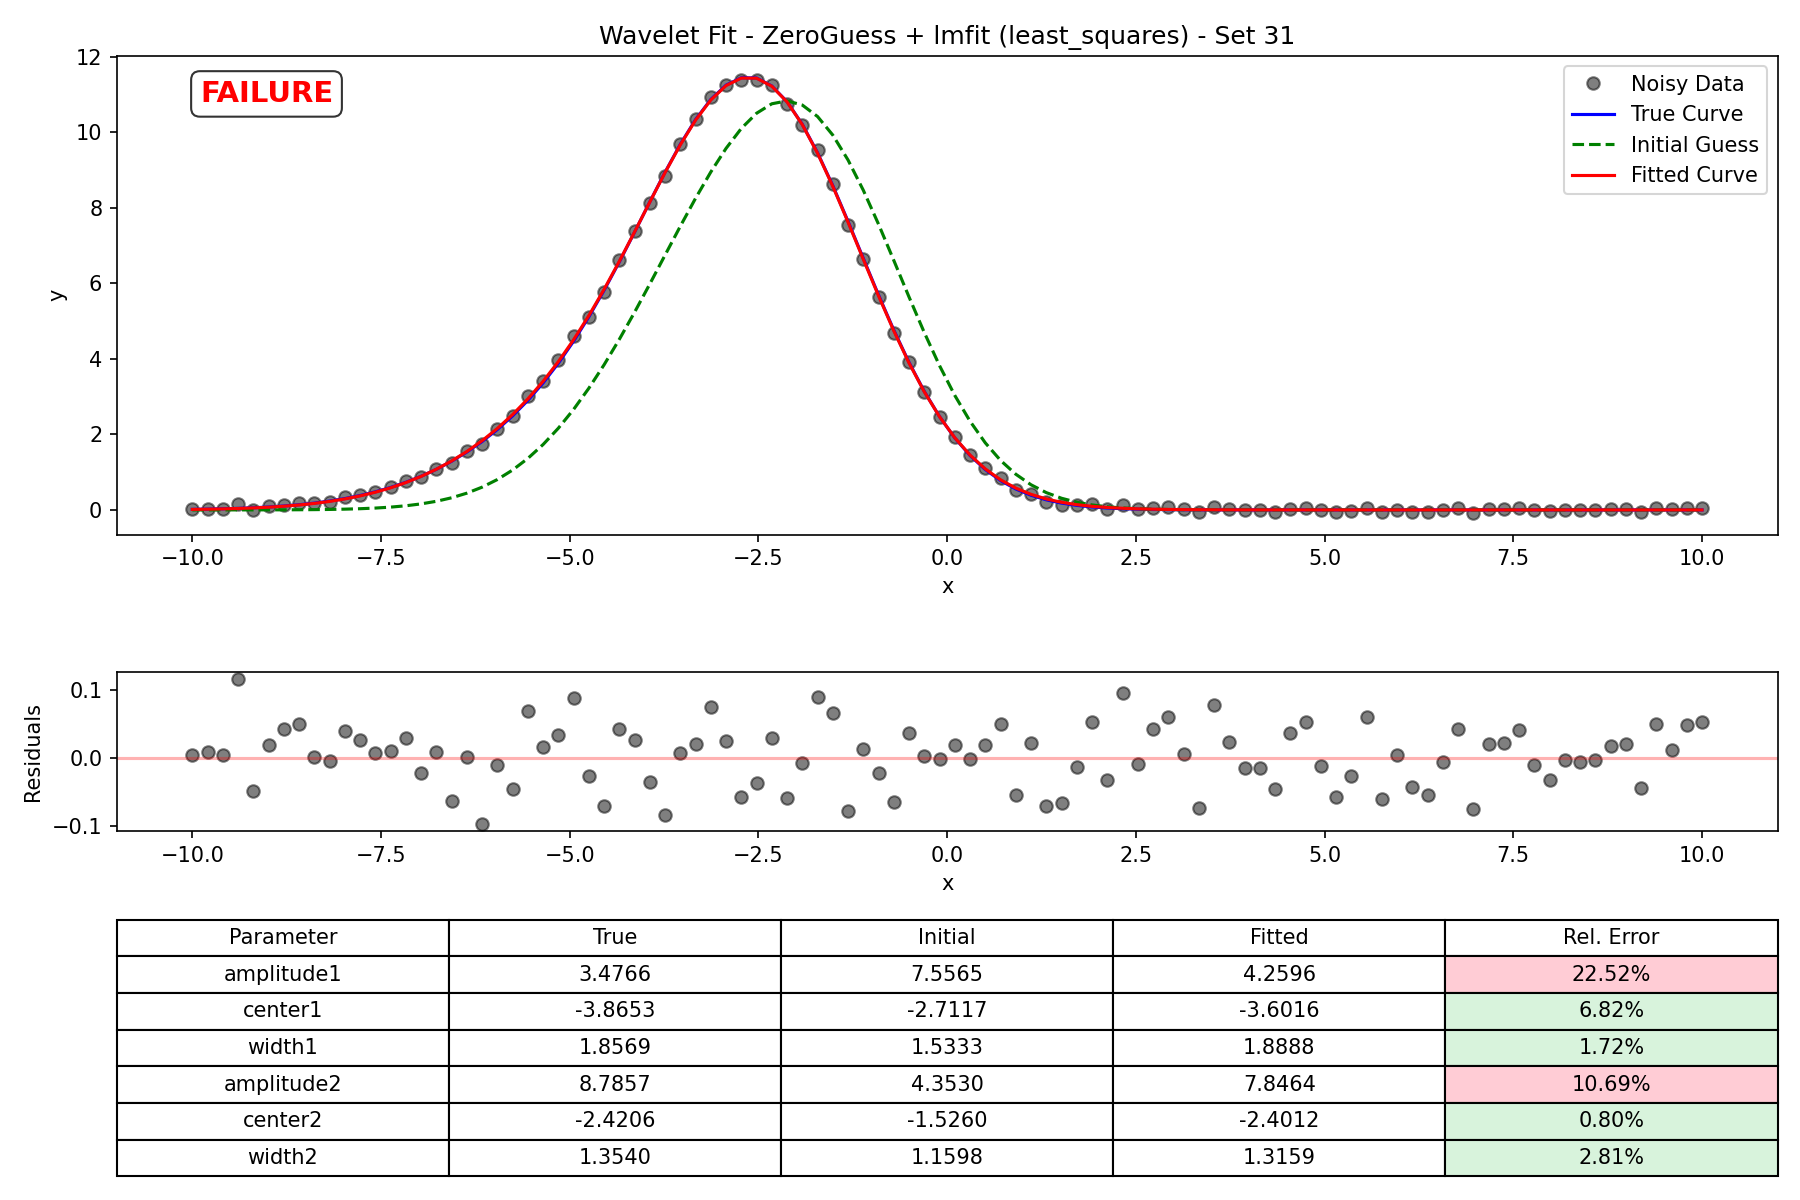 Wavelet Fit - ZeroGuess + lmfit (least_squares) - Set 31
FAILURE
Noisy Data
True Curve
Initial Guess
Fitted Curve
12
10
8
6
4
2
0
y
−10.0 −7.5 −5.0 −2.5 0.0 2.5 5.0 7.5 10.0
x
0.1
0.0
−0.1
Residuals
−10.0 −7.5 −5.0 −2.5 0.0 2.5 5.0 7.5 10.0
x
Parameter True Initial Fitted Rel. Error
amplitude1 3.4766 7.5565 4.2596 22.52%
center1 -3.8653 -2.7117 -3.6016 6.82%
width1 1.8569 1.5333 1.8888 1.72%
amplitude2 8.7857 4.3530 7.8464 10.69%
center2 -2.4206 -1.5260 -2.4012 0.80%
width2 1.3540 1.1598 1.3159 2.81%